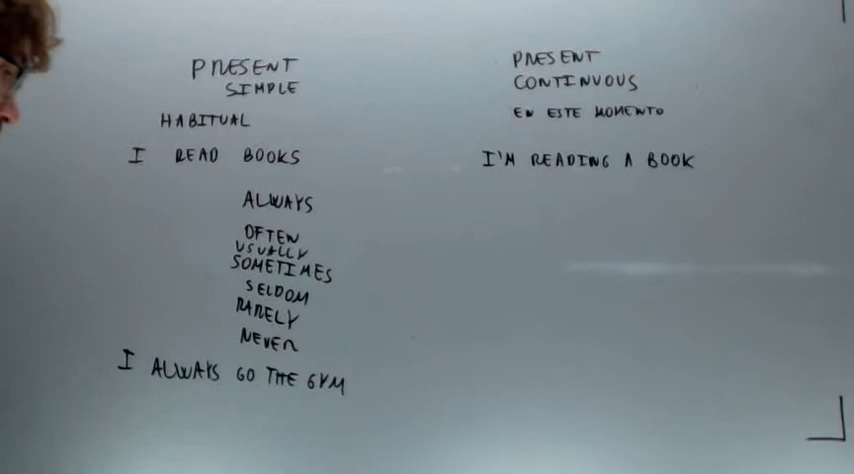 PRESENT
SIMPLE
HABITUAL
I READ BOOKS
ALWAYS
OFTEN
USUALLY
SOMETIMES
SELDOM
RARELY
NEVER
I ALWAYS GO THE GYM
PRESENT
CONTINUOUS
EN ESTE MOMENTO
I'M READING A BOOK